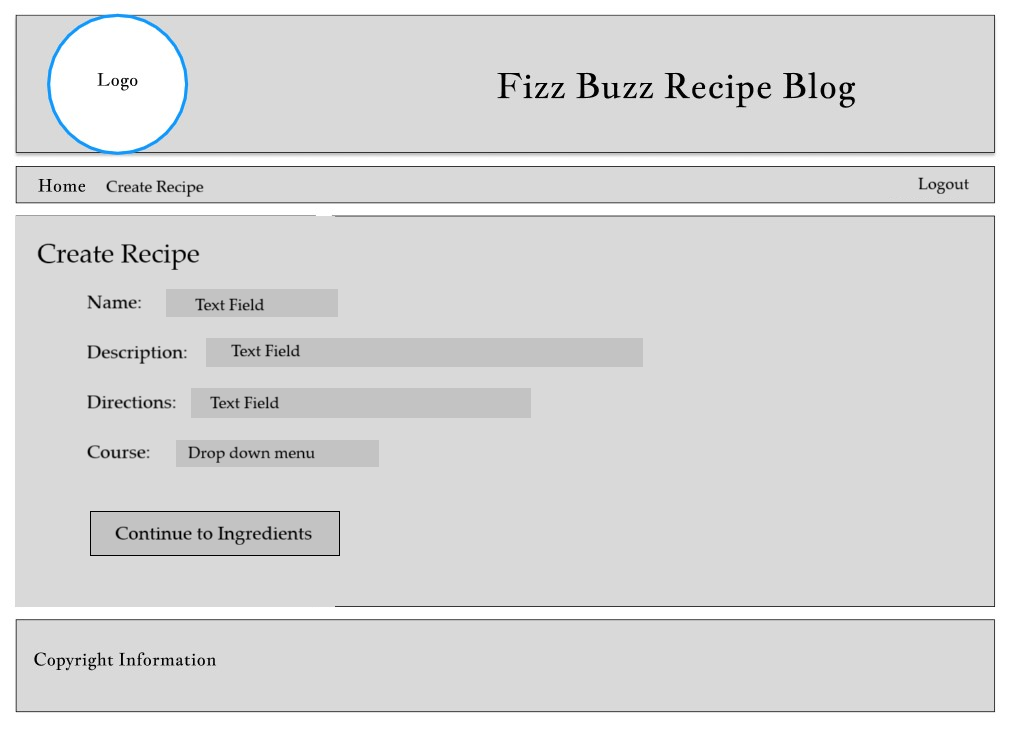 Logo
Fizz Buzz Recipe Blog
Home Create Recipe Logout
Create Recipe
Name: Text Field
Description: Text Field
Directions: Text Field
Course: Drop down menu
Continue to Ingredients
Copyright Information